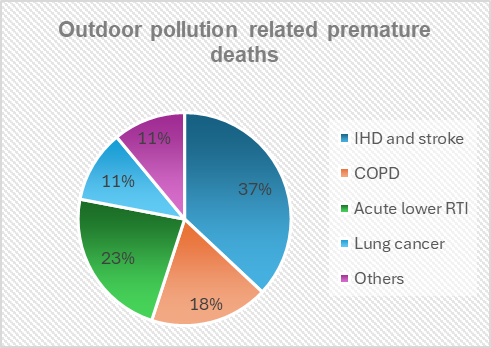 Outdoor pollution related premature
deaths
11%
37%
11%
23%
18%
IHD and stroke
COPD
Acute lower RTI
Lung cancer
Others